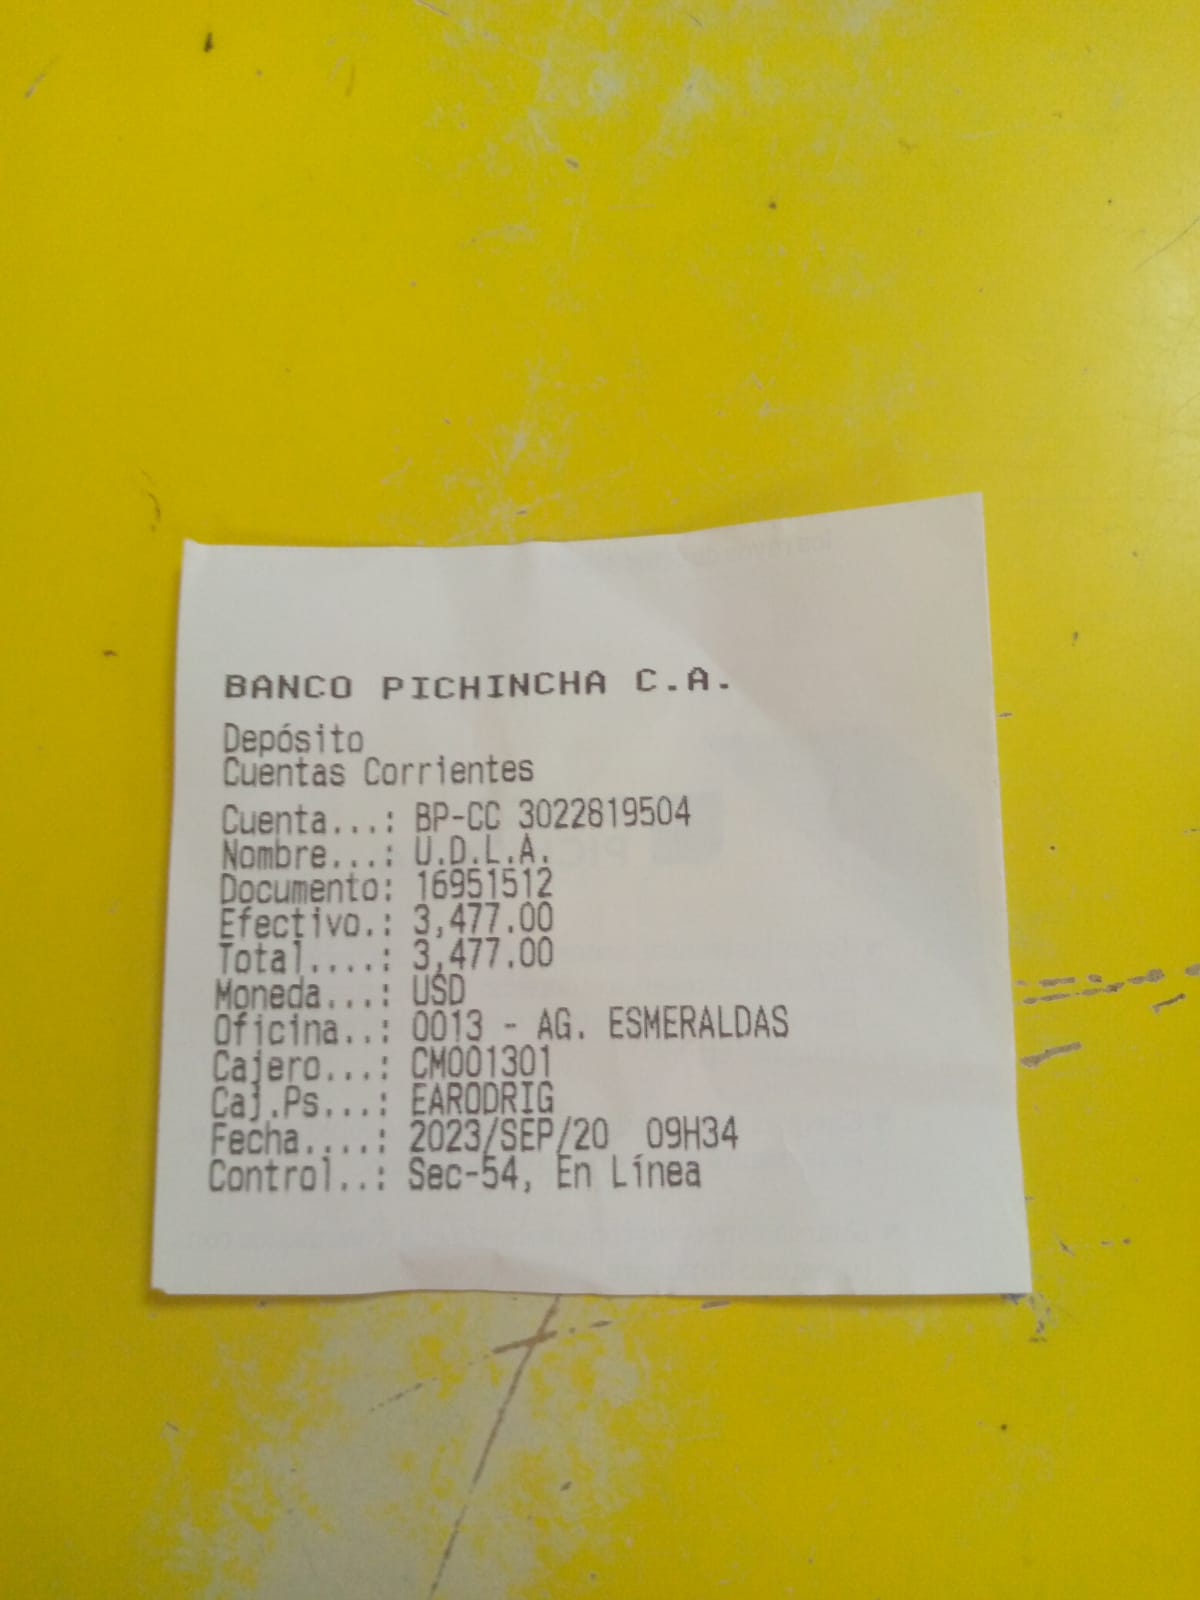 BANCO PICHINCHA C.A.
Depósito
Cuentas Corrientes
Cuenta...: BP-CC 3022819504
Nombre...: U.D.L.A.
Documento: 16951512
Efectivo.: 3,477.00
Total....: 3,477.00
Moneda...: USD
Oficina..: 0013 - AG. ESMERALDAS
Cajero...: CM001301
Caj.Ps...: EARODRIG
Fecha....: 2023/SEP/20  09H34
Control..: Sec-54, En Línea